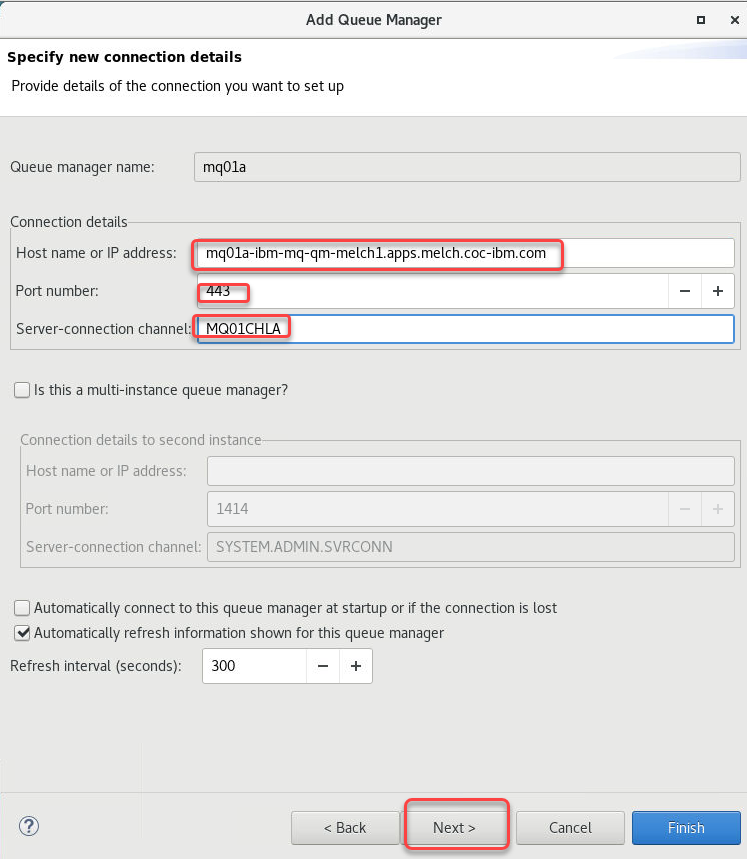 Add Queue Manager
Specify new connection details
Provide details of the connection you want to set up
Queue manager name: mq01a
Connection details
Host name or IP address: mq01a-ibm-mq-qm-melch1.apps.melch.coc-ibm.com
Port number: 443 − +
Server-connection channel: MQ01CHLA
Is this a multi-instance queue manager?
Connection details to second instance
Host name or IP address:
Port number: 1414 − +
Server-connection channel: SYSTEM.ADMIN.SVRCONN
Automatically connect to this queue manager at startup or if the connection is lost
Automatically refresh information shown for this queue manager
Refresh interval (seconds): 300 − +
? < Back Next > Cancel Finish